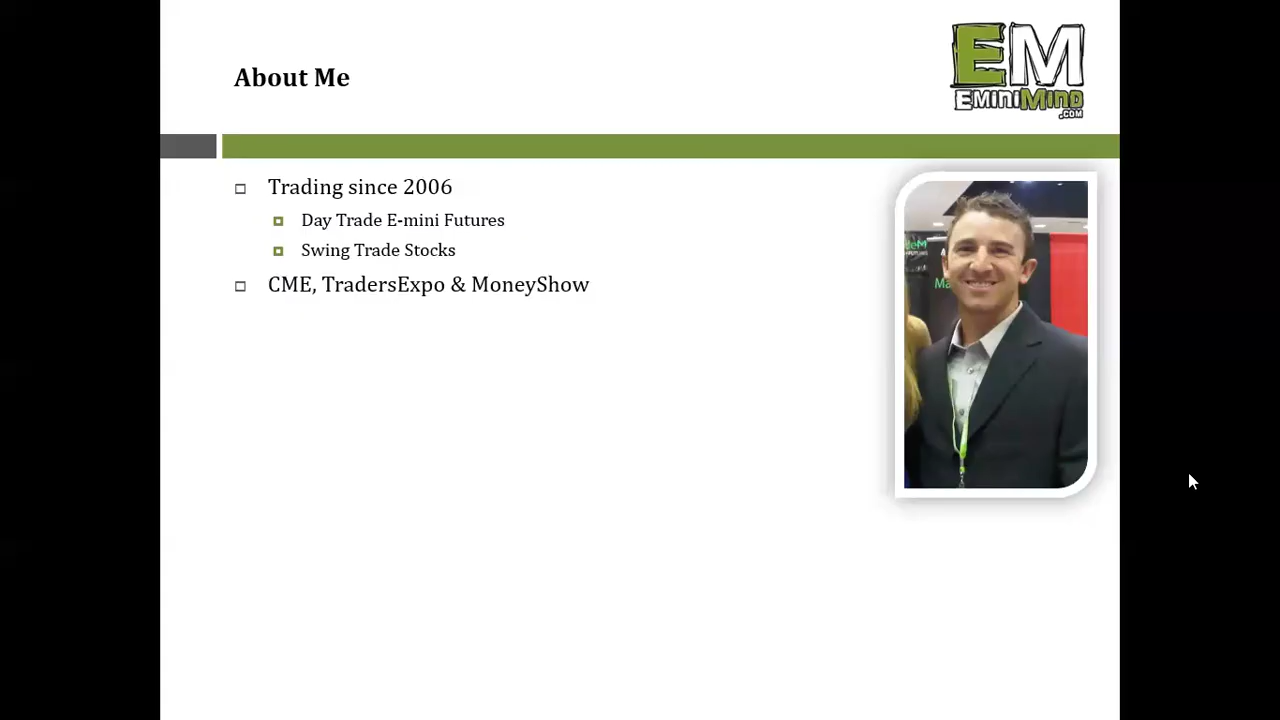 About Me
EM
EMiniMind
.COM
Trading since 2006
Day Trade E-mini Futures
Swing Trade Stocks
CME, TradersExpo & MoneyShow